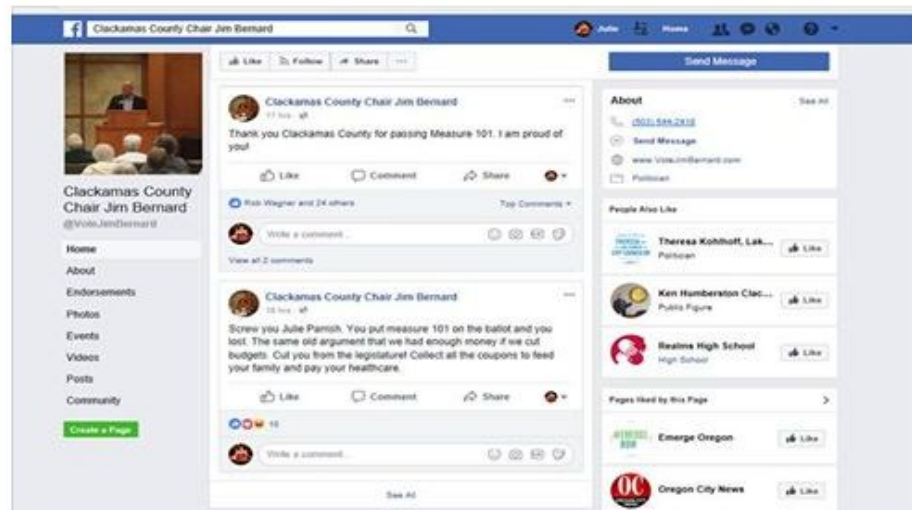 Clackamas County Chair Jim Bernard
Julie
Home
Like Follow Share
Send Message
Clackamas County Chair Jim Bernard
17 hrs
Thank you Clackamas County for passing Measure 101. I am proud of
you!
Like Comment Share
Rob Wagner and 24 others
Top Comments
Write a comment...
View all 2 comments
Clackamas County Chair Jim Bernard
Screw you Julie Parrish. You put measure 101 on the ballot and you
lost. The same old argument that we had enough money if we cut
budgets. Cut you from the legislature! Collect all the coupons to feed
your family and pay your healthcare.
Like Comment Share
Write a comment...
See All
Clackamas County
Chair Jim Bernard
@VoteJimBernard
Home
About
Endorsements
Photos
Events
Videos
Posts
Community
Create a Page
About
See All
Send Message
www.VoteJimBernard.com
Politician
People Also Like
Theresa Kohlhoff, Lak...
Politician
Like
Ken Humberston Clac...
Public Figure
Like
Realms High School
High School
Like
Pages liked by this Page
Emerge Oregon
Like
OC
Oregon City News
Like